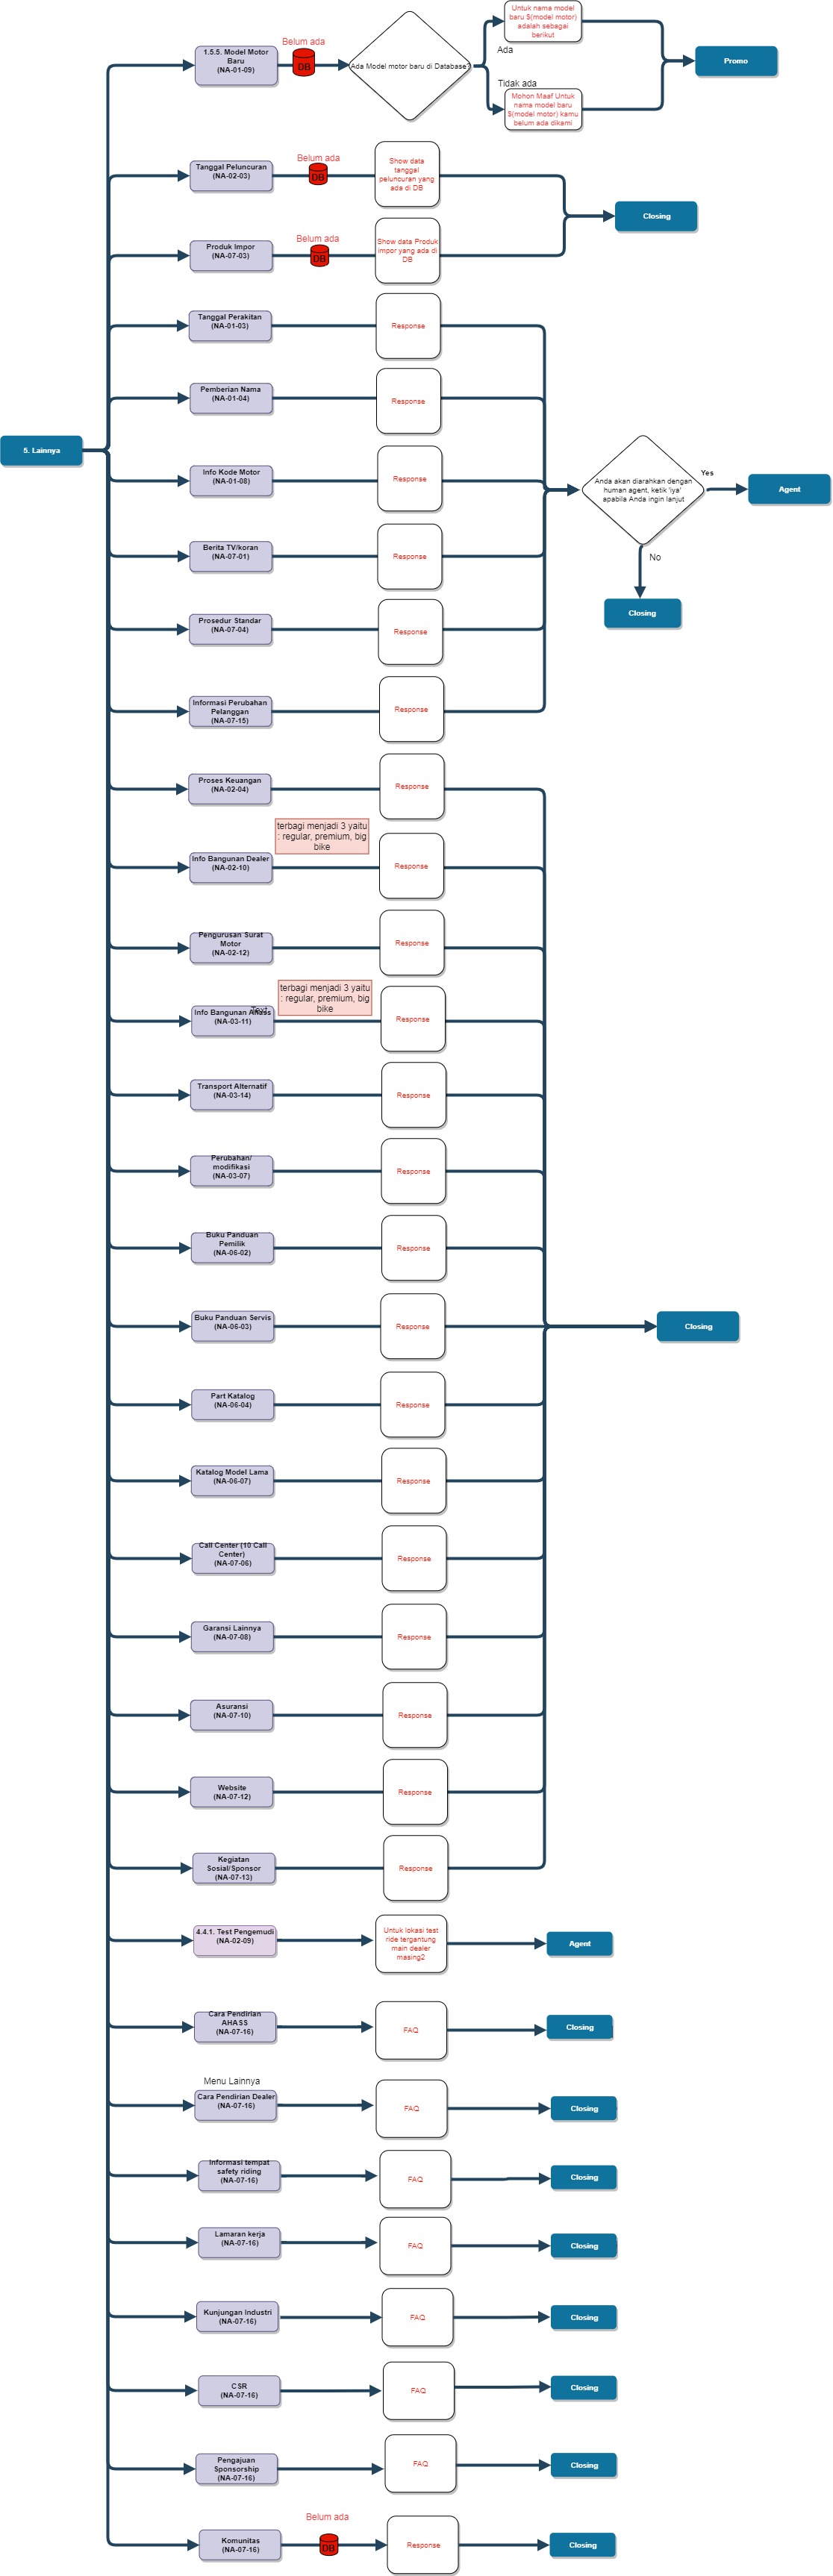 Untuk nama model
baru $(model motor)
adalah sebagai
berikut
Belum ada
1.5.5. Model Motor
Baru
(NA-01-09)
DB
Ada Model motor baru di Database?
Ada
Promo
Tidak ada
Mohon Maaf Untuk
nama model baru
$(model motor) kamu
belum ada dikami
Tanggal Peluncuran
(NA-02-03)
Belum ada
DB
Show data
tanggal
peluncuran yang
ada di DB
Closing
Produk Impor
(NA-07-03)
Belum ada
DB
Show data Produk
impor yang ada di
DB
Tanggal Perakitan
(NA-01-03)
Response
Pemberian Nama
(NA-01-04)
Response
5. Lainnya
Info Kode Motor
(NA-01-08)
Response
Anda akan diarahkan dengan
human agent, ketik 'iya'
apabila Anda ingin lanjut
Yes
Agent
No
Closing
Berita TV/koran
(NA-07-01)
Response
Prosedur Standar
(NA-07-04)
Response
Informasi Perubahan
Pelanggan
(NA-07-15)
Response
Proses Keuangan
(NA-02-04)
Response
terbagi menjadi 3 yaitu
: regular, premium, big
bike
Info Bangunan Dealer
(NA-02-10)
Response
Pengurusan Surat
Motor
(NA-02-12)
Response
terbagi menjadi 3 yaitu
: regular, premium, big
bike
Text
Info Bangunan Ahass
(NA-03-11)
Response
Transport Alternatif
(NA-03-14)
Response
Perubahan/
modifikasi
(NA-03-07)
Response
Buku Panduan
Pemilik
(NA-06-02)
Response
Buku Panduan Servis
(NA-06-03)
Response
Closing
Part Katalog
(NA-06-04)
Response
Katalog Model Lama
(NA-06-07)
Response
Call Center (10 Call
Center)
(NA-07-06)
Response
Garansi Lainnya
(NA-07-08)
Response
Asuransi
(NA-07-10)
Response
Website
(NA-07-12)
Response
Kegiatan
Sosial/Sponsor
(NA-07-13)
Response
4.4.1. Test Pengemudi
(NA-02-09)
Untuk lokasi test
ride tergantung
main dealer
masing2
Agent
Cara Pendirian
AHASS
(NA-07-16)
FAQ
Closing
Menu Lainnya
Cara Pendirian Dealer
(NA-07-16)
FAQ
Closing
Informasi tempat
safety riding
(NA-07-16)
FAQ
Closing
Lamaran kerja
(NA-07-16)
FAQ
Closing
Kunjungan Industri
(NA-07-16)
FAQ
Closing
CSR
(NA-07-16)
FAQ
Closing
Pengajuan
Sponsorship
(NA-07-16)
FAQ
Closing
Belum ada
Komunitas
(NA-07-16)
DB
Response
Closing